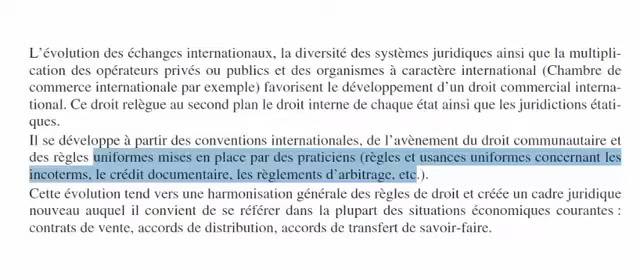 L'évolution des échanges internationaux, la diversité des systèmes juridiques ainsi que la multipli-
cation des opérateurs privés ou publics et des organismes à caractère international (Chambre de
commerce internationale par exemple) favorisent le développement d'un droit commercial interna-
tional. Ce droit relègue au second plan le droit interne de chaque état ainsi que les juridictions étati-
ques.
Il se développe à partir des conventions internationales, de l'avènement du droit communautaire et
des règles uniformes mises en place par des praticiens (règles et usances uniformes concernant les
incoterms, le crédit documentaire, les règlements d'arbitrage, etc.).
Cette évolution tend vers une harmonisation générale des règles de droit et créée un cadre juridique
nouveau auquel il convient de se référer dans la plupart des situations économiques courantes :
contrats de vente, accords de distribution, accords de transfert de savoir-faire.